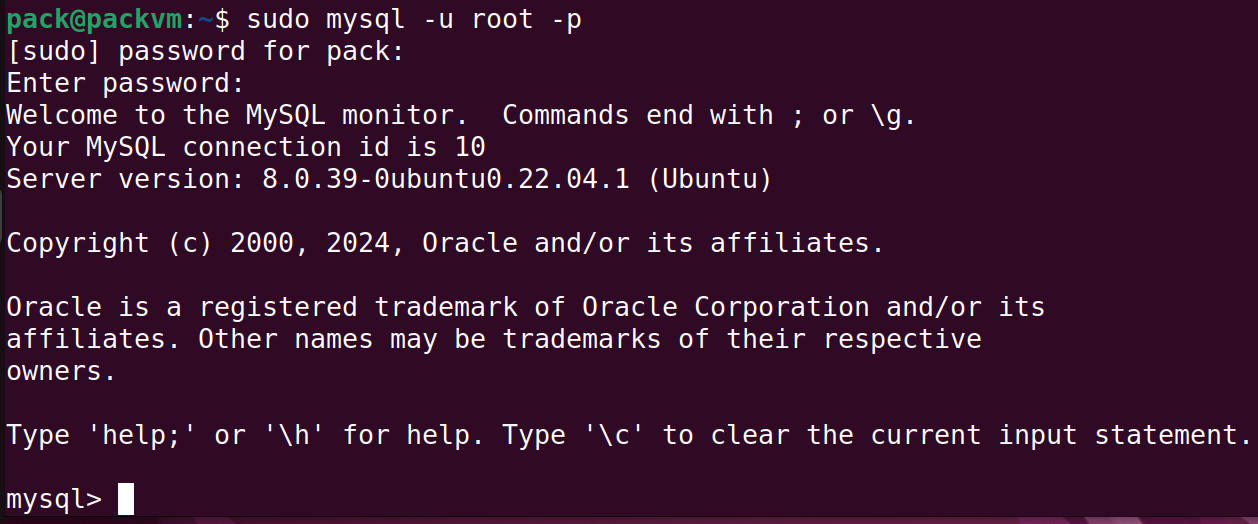 pack@packvm:~$ sudo mysql -u root -p
[sudo] password for pack:
Enter password:
Welcome to the MySQL monitor.  Commands end with ; or \g.
Your MySQL connection id is 10
Server version: 8.0.39-0ubuntu0.22.04.1 (Ubuntu)
Copyright (c) 2000, 2024, Oracle and/or its affiliates.
Oracle is a registered trademark of Oracle Corporation and/or its
affiliates. Other names may be trademarks of their respective
owners.
Type 'help;' or '\h' for help. Type '\c' to clear the current input statement.
mysql>